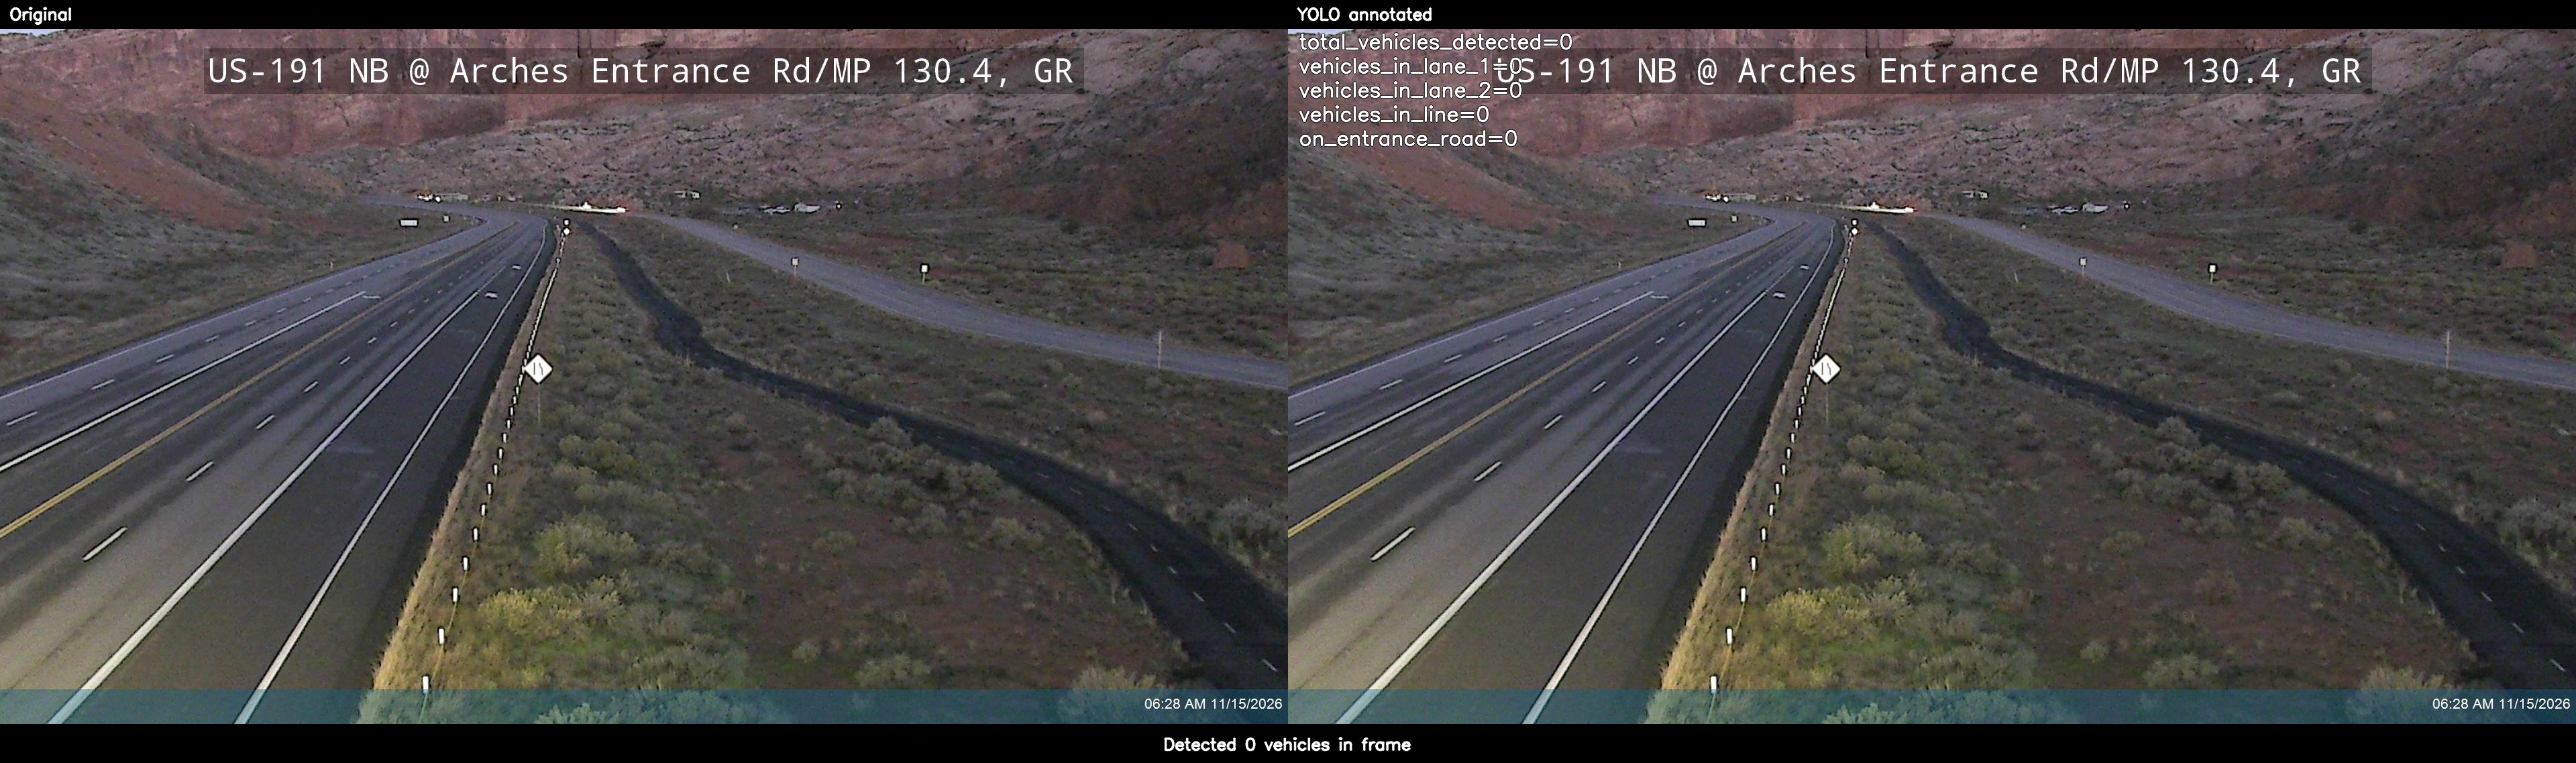 Original
US-191 NB @ Arches Entrance Rd/MP 130.4, GR
06:28 AM 11/15/2026
YOLO annotated
total_vehicles_detected=0
vehicles_in_lane_1=0
vehicles_in_lane_2=0
vehicles_in_line=0
on_entrance_road=0
US-191 NB @ Arches Entrance Rd/MP 130.4, GR
06:28 AM 11/15/2026
Detected 0 vehicles in frame